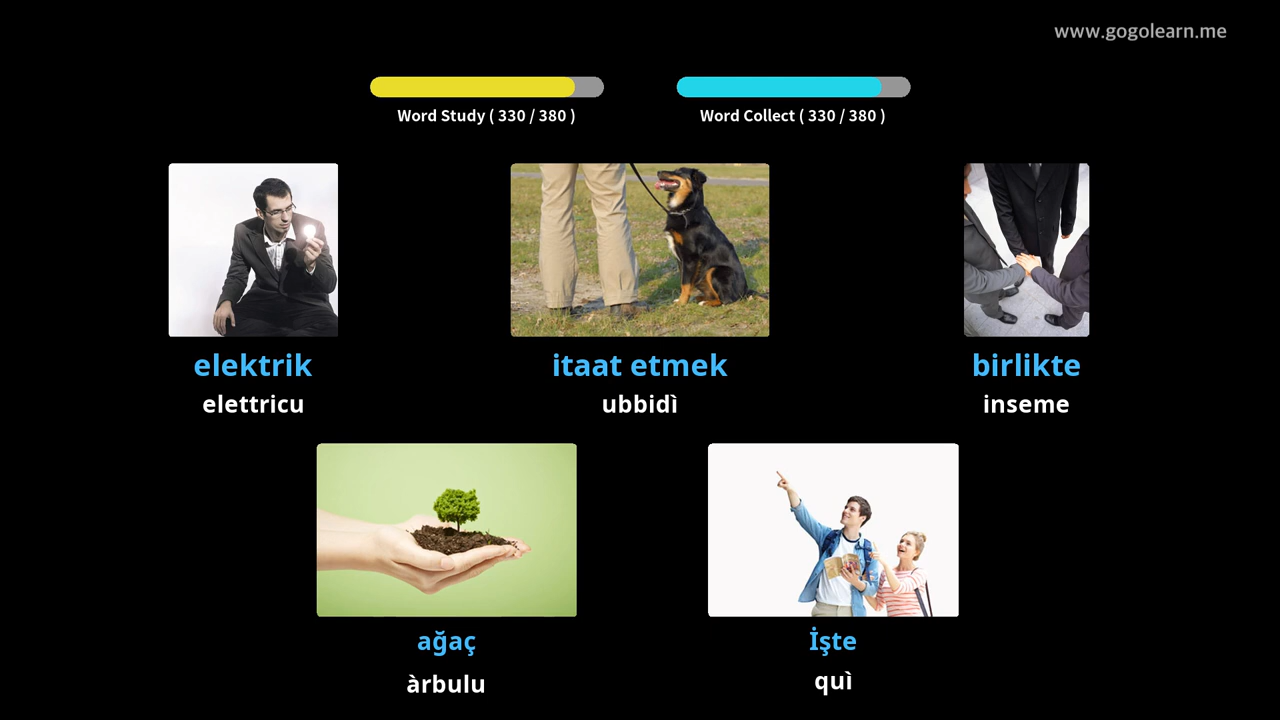 www.gogolearn.me
Word Study ( 330 / 380 )
Word Collect ( 330 / 380 )
elektrik
elettricu
itaat etmek
ubbidì
birlikte
inseme
ağaç
àrbulu
İşte
quì